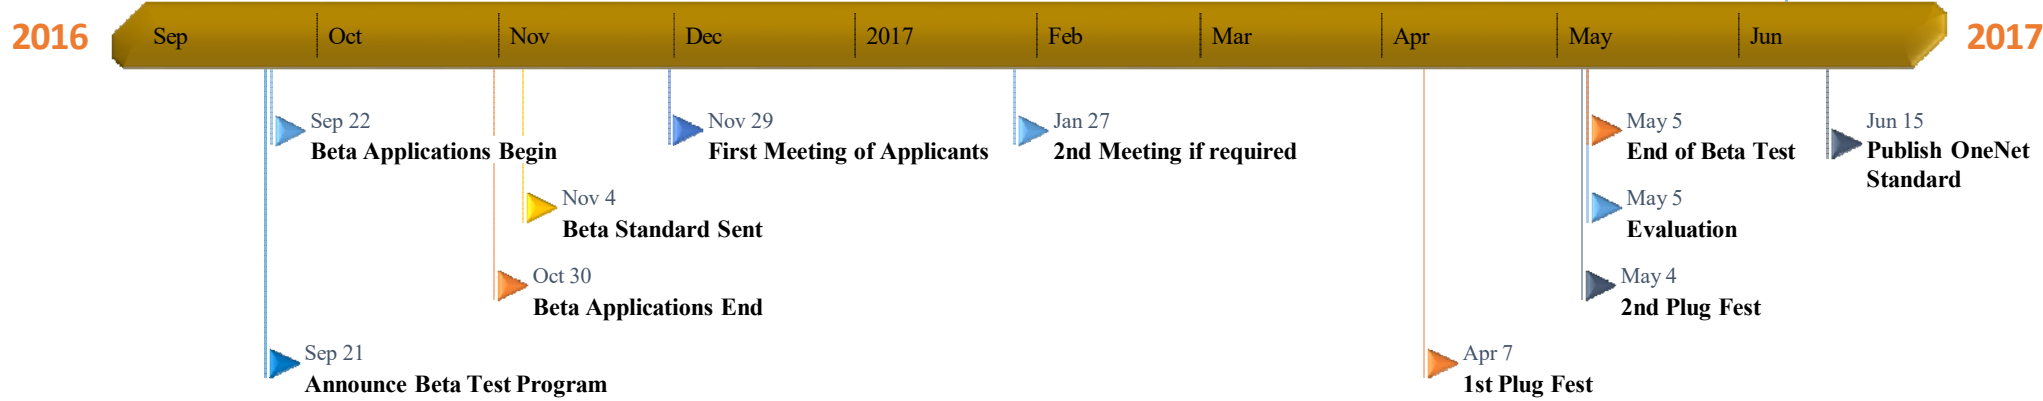 2016
Sep
Oct
Nov
Dec
2017
Feb
Mar
Apr
May
Jun
2017
Sep 22
Beta Applications Begin
Nov 29
First Meeting of Applicants
Jan 27
2nd Meeting if required
May 5
End of Beta Test
Jun 15
Publish OneNet
Standard
Nov 4
Beta Standard Sent
May 5
Evaluation
Oct 30
Beta Applications End
May 4
2nd Plug Fest
Sep 21
Announce Beta Test Program
Apr 7
1st Plug Fest